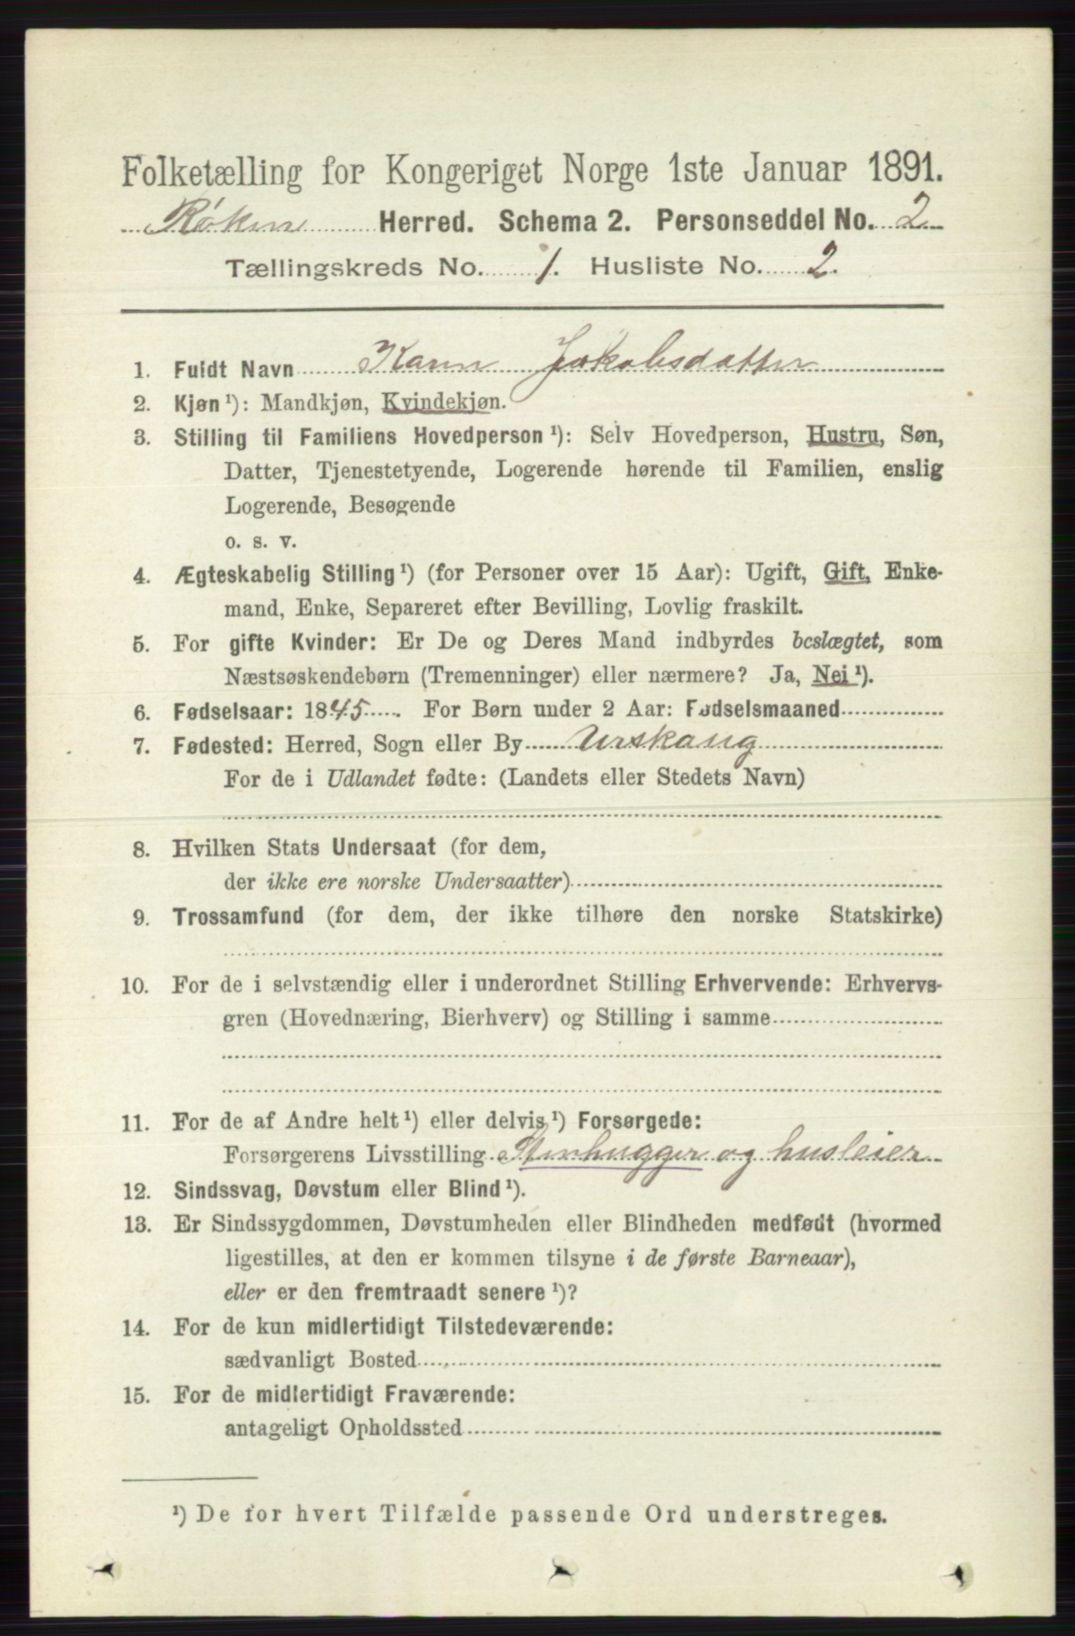 Folketælling for Kongeriget Norge 1ste Januar 1891.
Røken Herred. Schema 2. Personseddel No. 2
Tællingskreds No. 1. Husliste No. 2.
1. Fuldt Navn Karen Jakobsdatter
2. Kjøn¹): Mandkjøn, Kvindekjøn.
3. Stilling til Familiens Hovedperson¹): Selv Hovedperson, Hustru, Søn,
Datter, Tjenestetyende, Logerende hørende til Familien, enslig
Logerende, Besøgende
o. s. v.
4. Ægteskabelig Stilling¹) (for Personer over 15 Aar): Ugift, Gift, Enke-
mand, Enke, Separeret efter Bevilling, Lovlig fraskilt.
5. For gifte Kvinder: Er De og Deres Mand indbyrdes beslægtet, som
Næstsøskendebørn (Tremenninger) eller nærmere? Ja, Nei¹).
6. Fødselsaar: 1845. For Børn under 2 Aar: Fødselsmaaned
7. Fødested: Herred, Sogn eller By Urskaug
For de i Udlandet fødte: (Landets eller Stedets Navn)
8. Hvilken Stats Undersaat (for dem,
der ikke ere norske Undersaatter)
9. Trossamfund (for dem, der ikke tilhøre den norske Statskirke)
10. For de i selvstændig eller i underordnet Stilling Erhvervende: Erhvervs-
gren (Hovednæring, Bierhverv) og Stilling i samme
11. For de af Andre helt¹) eller delvis¹) Forsørgede:
Forsørgerens Livsstilling Stenhugger og husleier
12. Sindssvag, Døvstum eller Blind¹).
13. Er Sindssygdommen, Døvstumheden eller Blindheden medfødt (hvormed
ligestilles, at den er kommen tilsyne i de første Barneaar),
eller er den fremtraadt senere¹)?
14. For de kun midlertidigt Tilstedeværende:
sædvanligt Bosted
15. For de midlertidigt Fraværende:
antageligt Opholdssted
¹) De for hvert Tilfælde passende Ord understreges.